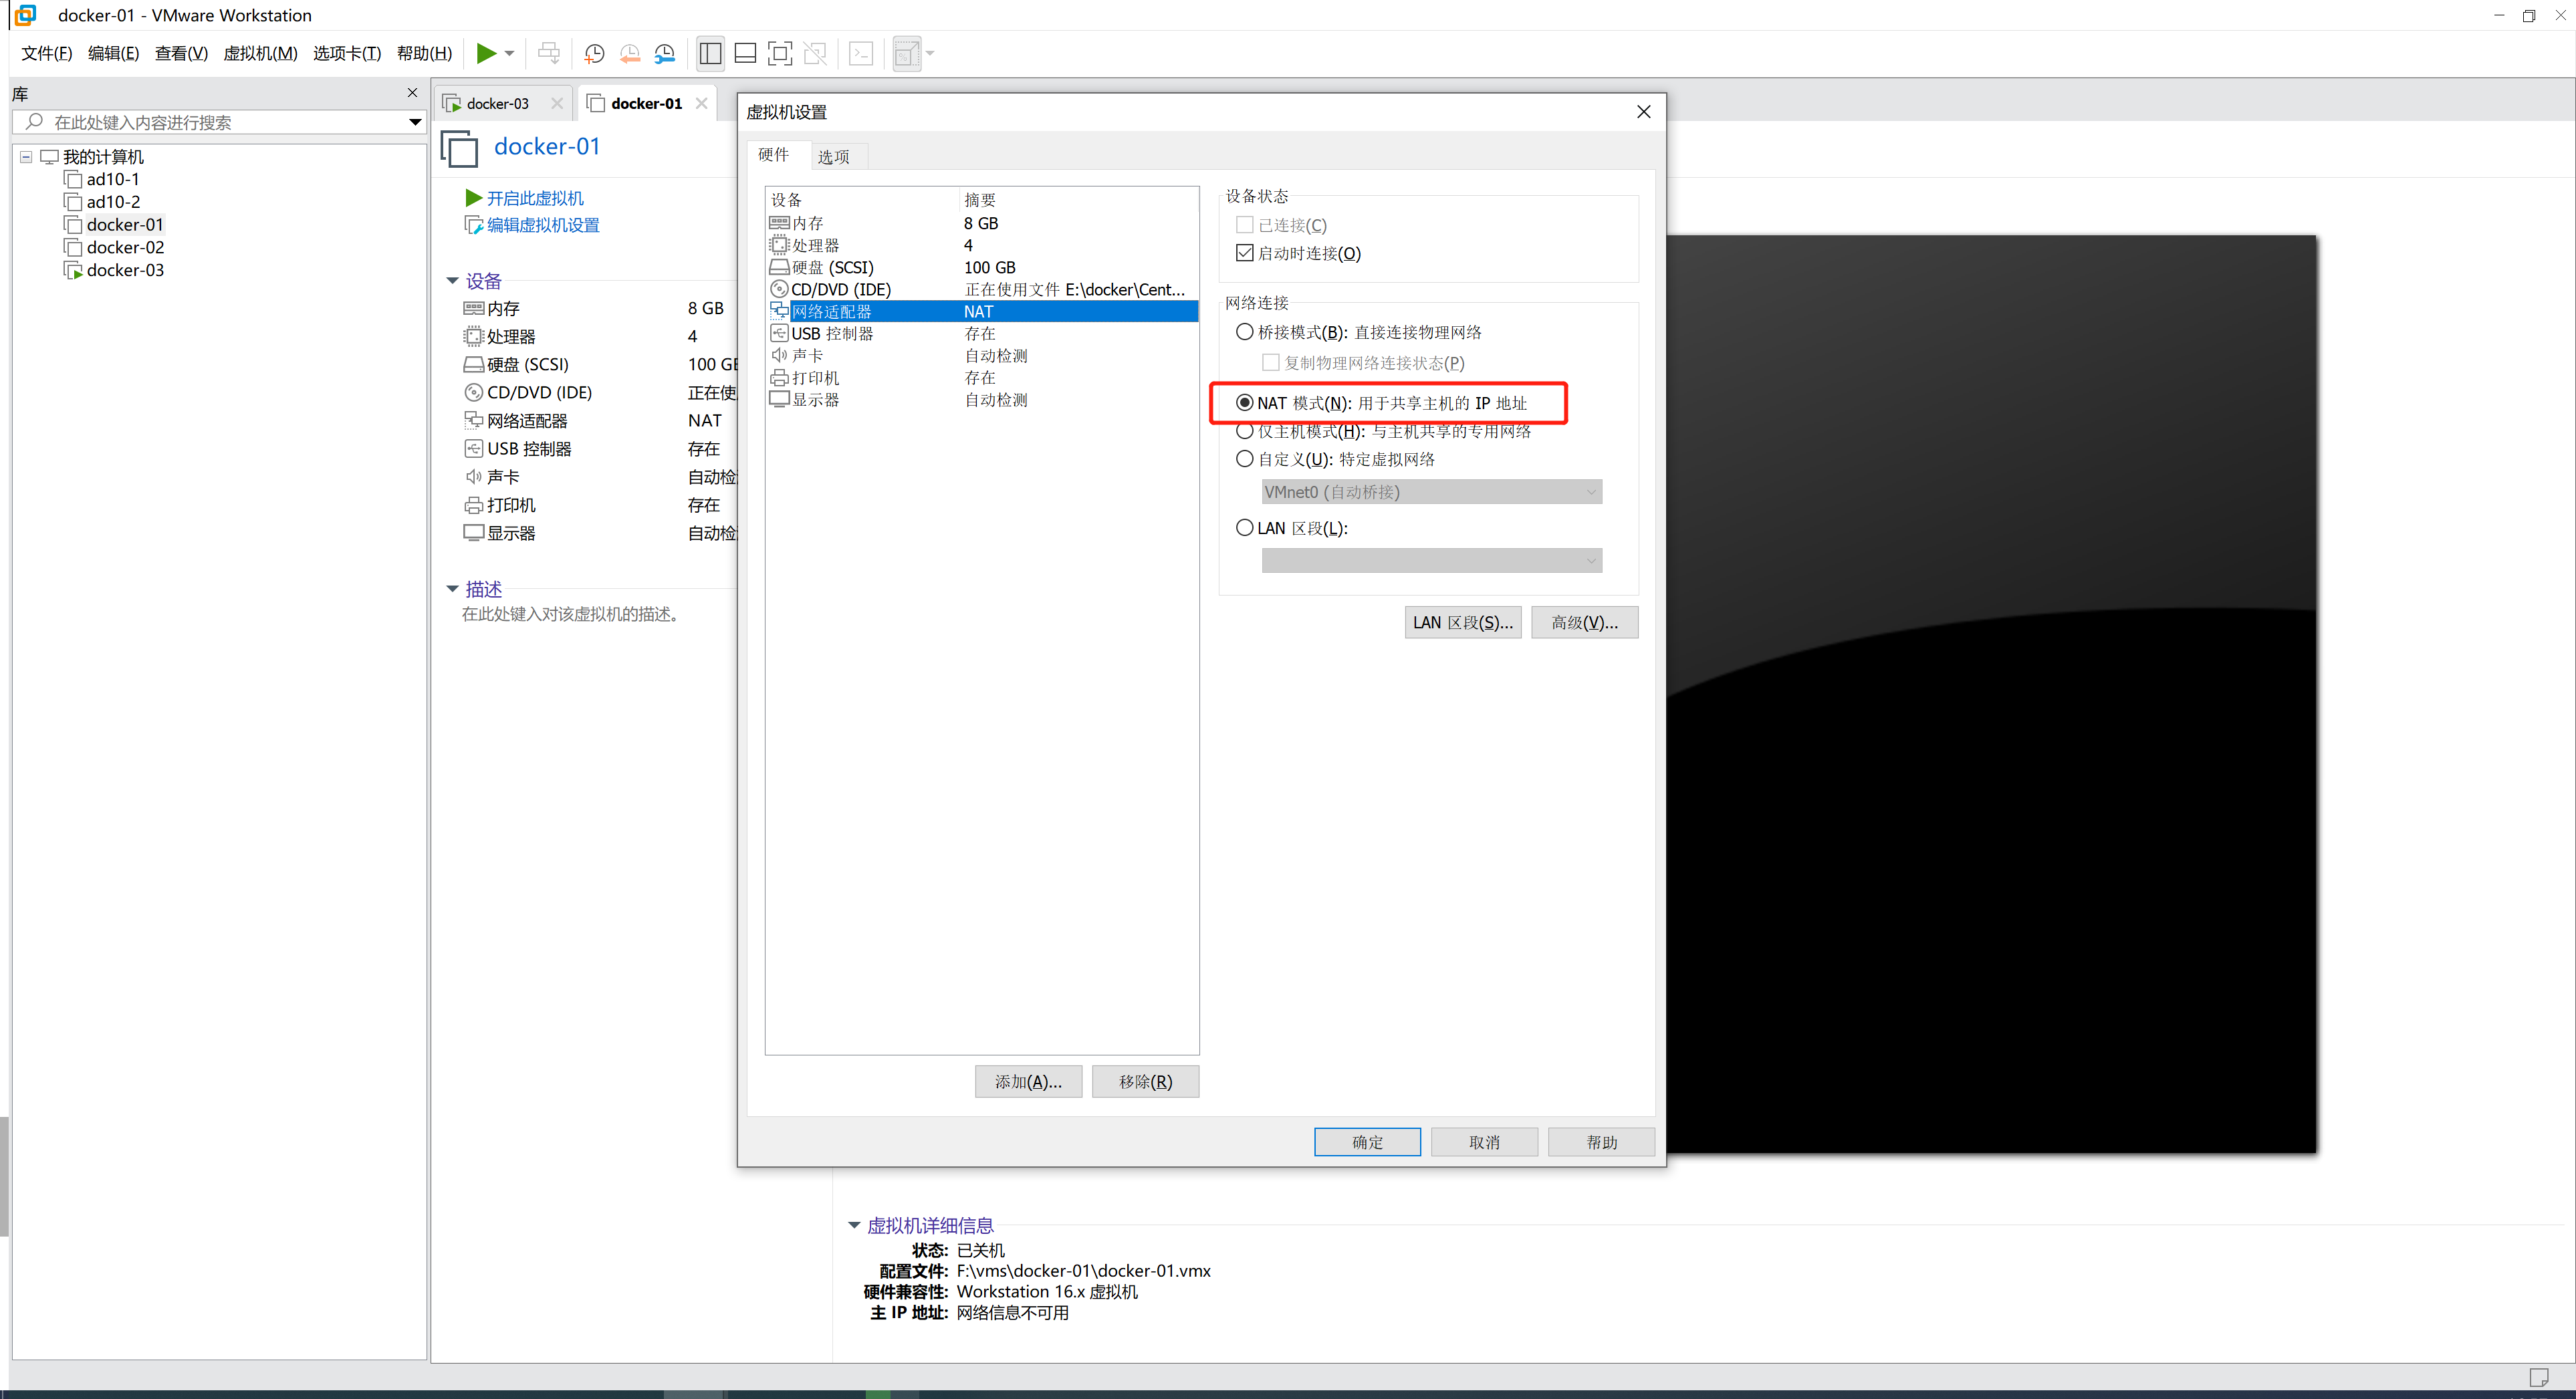 docker-01 - VMware Workstation
文件(F) 编辑(E) 查看(V) 虚拟机(M) 选项卡(T) 帮助(H)
库
在此处键入内容进行搜索
我的计算机
ad10-1
ad10-2
docker-01
docker-02
docker-03
docker-03 docker-01
docker-01
开启此虚拟机
编辑虚拟机设置
设备
内存 8 GB
处理器 4
硬盘 (SCSI) 100 GB
CD/DVD (IDE) 正在使
网络适配器 NAT
USB 控制器 存在
声卡 自动检
打印机 存在
显示器 自动检
描述
在此处键入对该虚拟机的描述。
虚拟机设置
硬件 选项
设备 摘要
内存 8 GB
处理器 4
硬盘 (SCSI) 100 GB
CD/DVD (IDE) 正在使用文件 E:\docker\Cent...
网络适配器 NAT
USB 控制器 存在
声卡 自动检测
打印机 存在
显示器 自动检测
添加(A)... 移除(R)
设备状态
已连接(C)
启动时连接(O)
网络连接
桥接模式(B): 直接连接物理网络
复制物理网络连接状态(P)
NAT 模式(N): 用于共享主机的 IP 地址
仅主机模式(H): 与主机共享的专用网络
自定义(U): 特定虚拟网络
VMnet0 (自动桥接)
LAN 区段(L):
LAN 区段(S)... 高级(V)...
确定 取消 帮助
虚拟机详细信息
状态: 已关机
配置文件: F:\vms\docker-01\docker-01.vmx
硬件兼容性: Workstation 16.x 虚拟机
主 IP 地址: 网络信息不可用